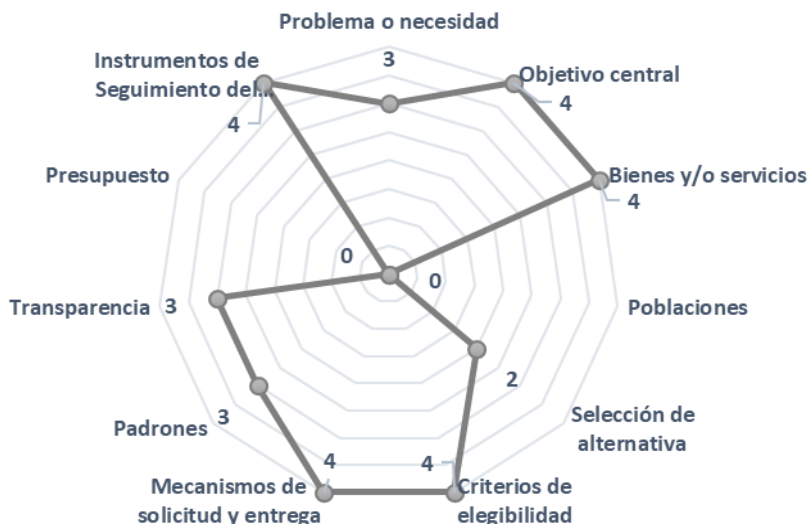 Problema o necesidad
3
Objetivo central
4
Bienes y/o servicios
4
Poblaciones
0
Selección de
alternativa
2
Criterios de
elegibilidad
4
Mecanismos de
solicitud y entrega
4
Padrones
3
Transparencia
3
Presupuesto
0
Instrumentos de
Seguimiento del...
4